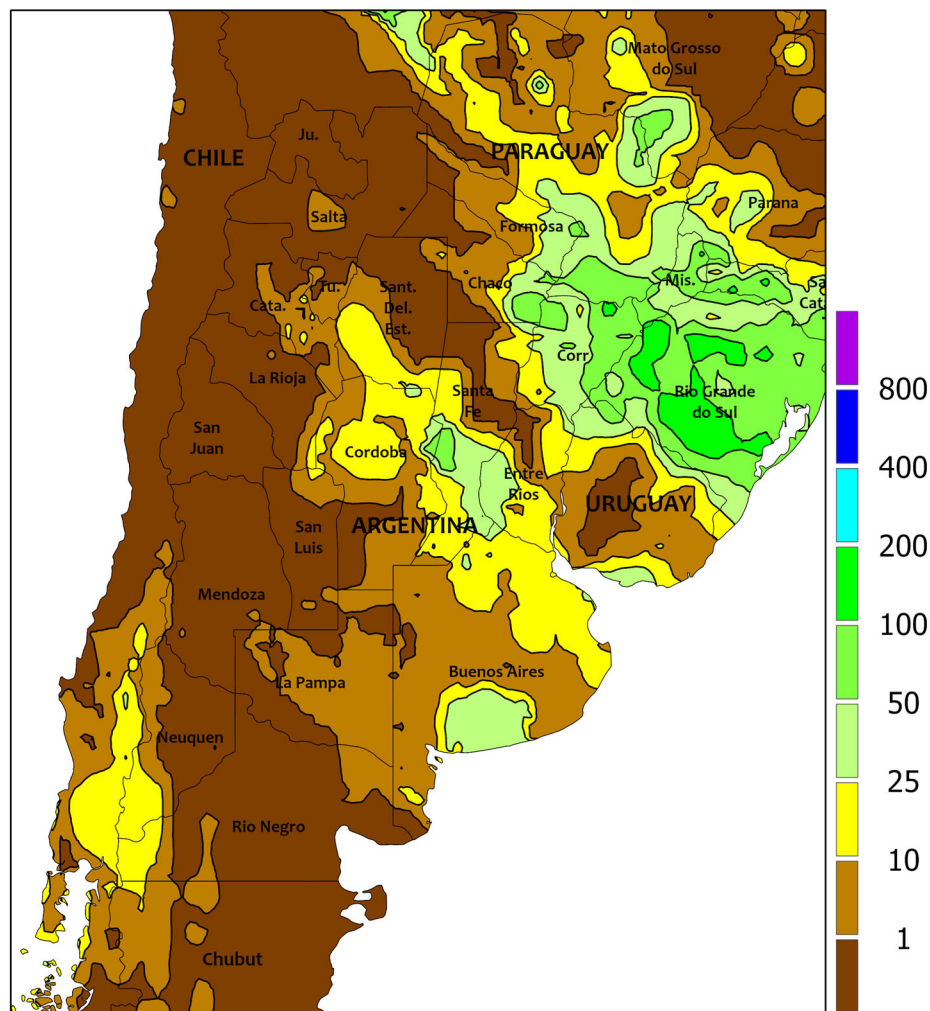 Mato Grosso
do Sul
Ju.
CHILE
PARAGUAY
Salta
Parana
Formosa
Chaco
Mis.
Sa
Cat
Tu.
Sant.
Del.
Est.
Cata.
Corr
La Rioja
Santa
Fe
Rio Grande
do Sul
San
Juan
Cordoba
Entre
Rios
URUGUAY
ARGENTINA
San
Luis
Mendoza
Buenos Aires
La Pampa
Neuquen
Rio Negro
Chubut
800
400
200
100
50
25
10
1